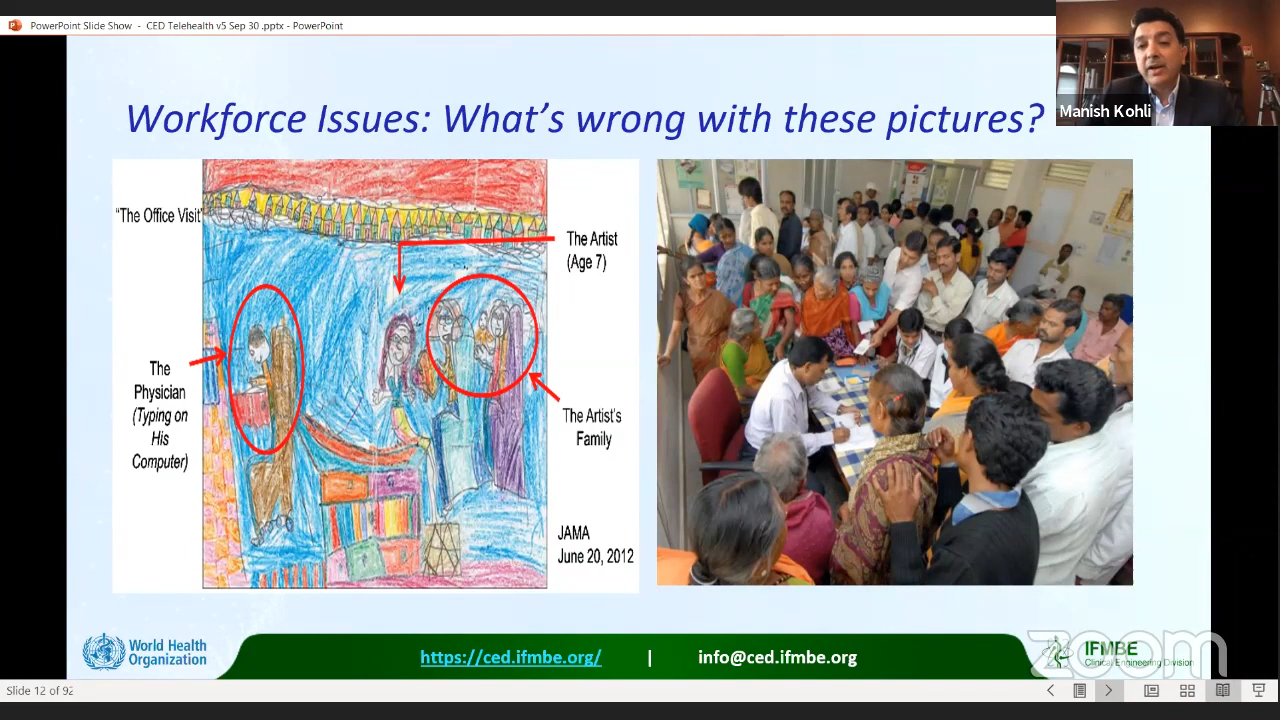 PowerPoint Slide Show - CED Telehealth v5 Sep 30 .pptx - PowerPoint
Manish Kohli
Workforce Issues: What's wrong with these pictures?
"The Office Visit"
The Artist
(Age 7)
The
Physician
(Typing on
His
Computer)
The Artist's
Family
JAMA
June 20, 2012
World Health
Organization
https://ced.ifmbe.org/ | info@ced.ifmbe.org
IFMBE
Clinical Engineering Division
zoom
Slide 12 of 92